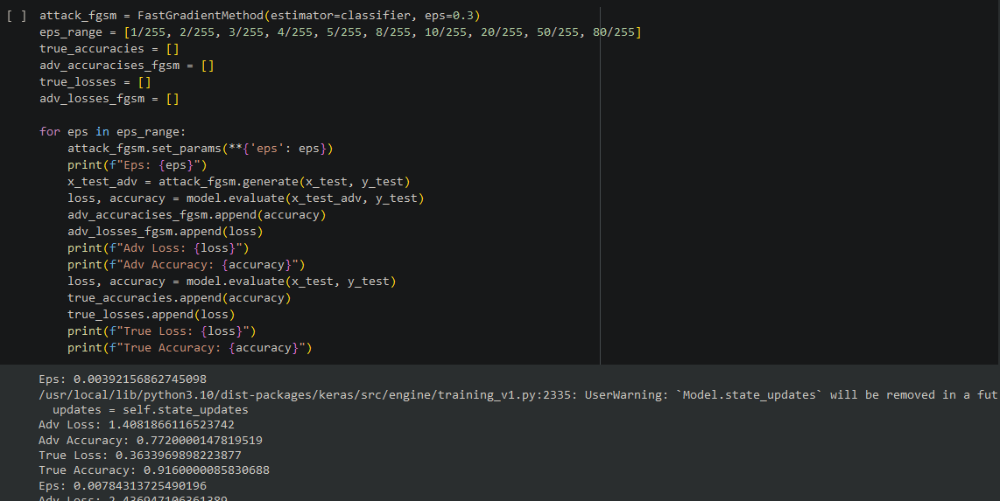 [ ] attack_fgsm = FastGradientMethod(estimator=classifier, eps=0.3)
eps_range = [1/255, 2/255, 3/255, 4/255, 5/255, 8/255, 10/255, 20/255, 50/255, 80/255]
true_accuracies = []
adv_accuracises_fgsm = []
true_losses = []
adv_losses_fgsm = []
for eps in eps_range:
attack_fgsm.set_params(**{'eps': eps})
print(f"Eps: {eps}")
x_test_adv = attack_fgsm.generate(x_test, y_test)
loss, accuracy = model.evaluate(x_test_adv, y_test)
adv_accuracises_fgsm.append(accuracy)
adv_losses_fgsm.append(loss)
print(f"Adv Loss: {loss}")
print(f"Adv Accuracy: {accuracy}")
loss, accuracy = model.evaluate(x_test, y_test)
true_accuracies.append(accuracy)
true_losses.append(loss)
print(f"True Loss: {loss}")
print(f"True Accuracy: {accuracy}")
Eps: 0.00392156862745098
/usr/local/lib/python3.10/dist-packages/keras/src/engine/training_v1.py:2335: UserWarning: `Model.state_updates` will be removed in a fut
updates = self.state_updates
Adv Loss: 1.4081866116523742
Adv Accuracy: 0.7720000147819519
True Loss: 0.3633969898223877
True Accuracy: 0.9160000085830688
Eps: 0.00784313725490196
Adv Loss: 2.436947106361389